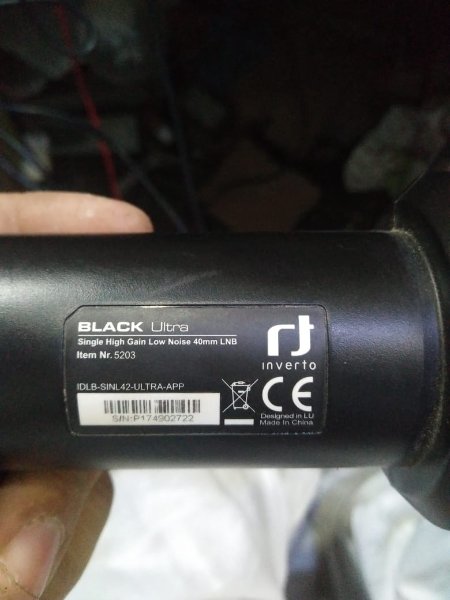 BLACK Ultra
Single High Gain Low Noise 40mm LNB
Item Nr. 5203
inverto
IDLB-SINL42-ULTRA-APP
CE
S/N:P174902722
Designed in LU
Made In China